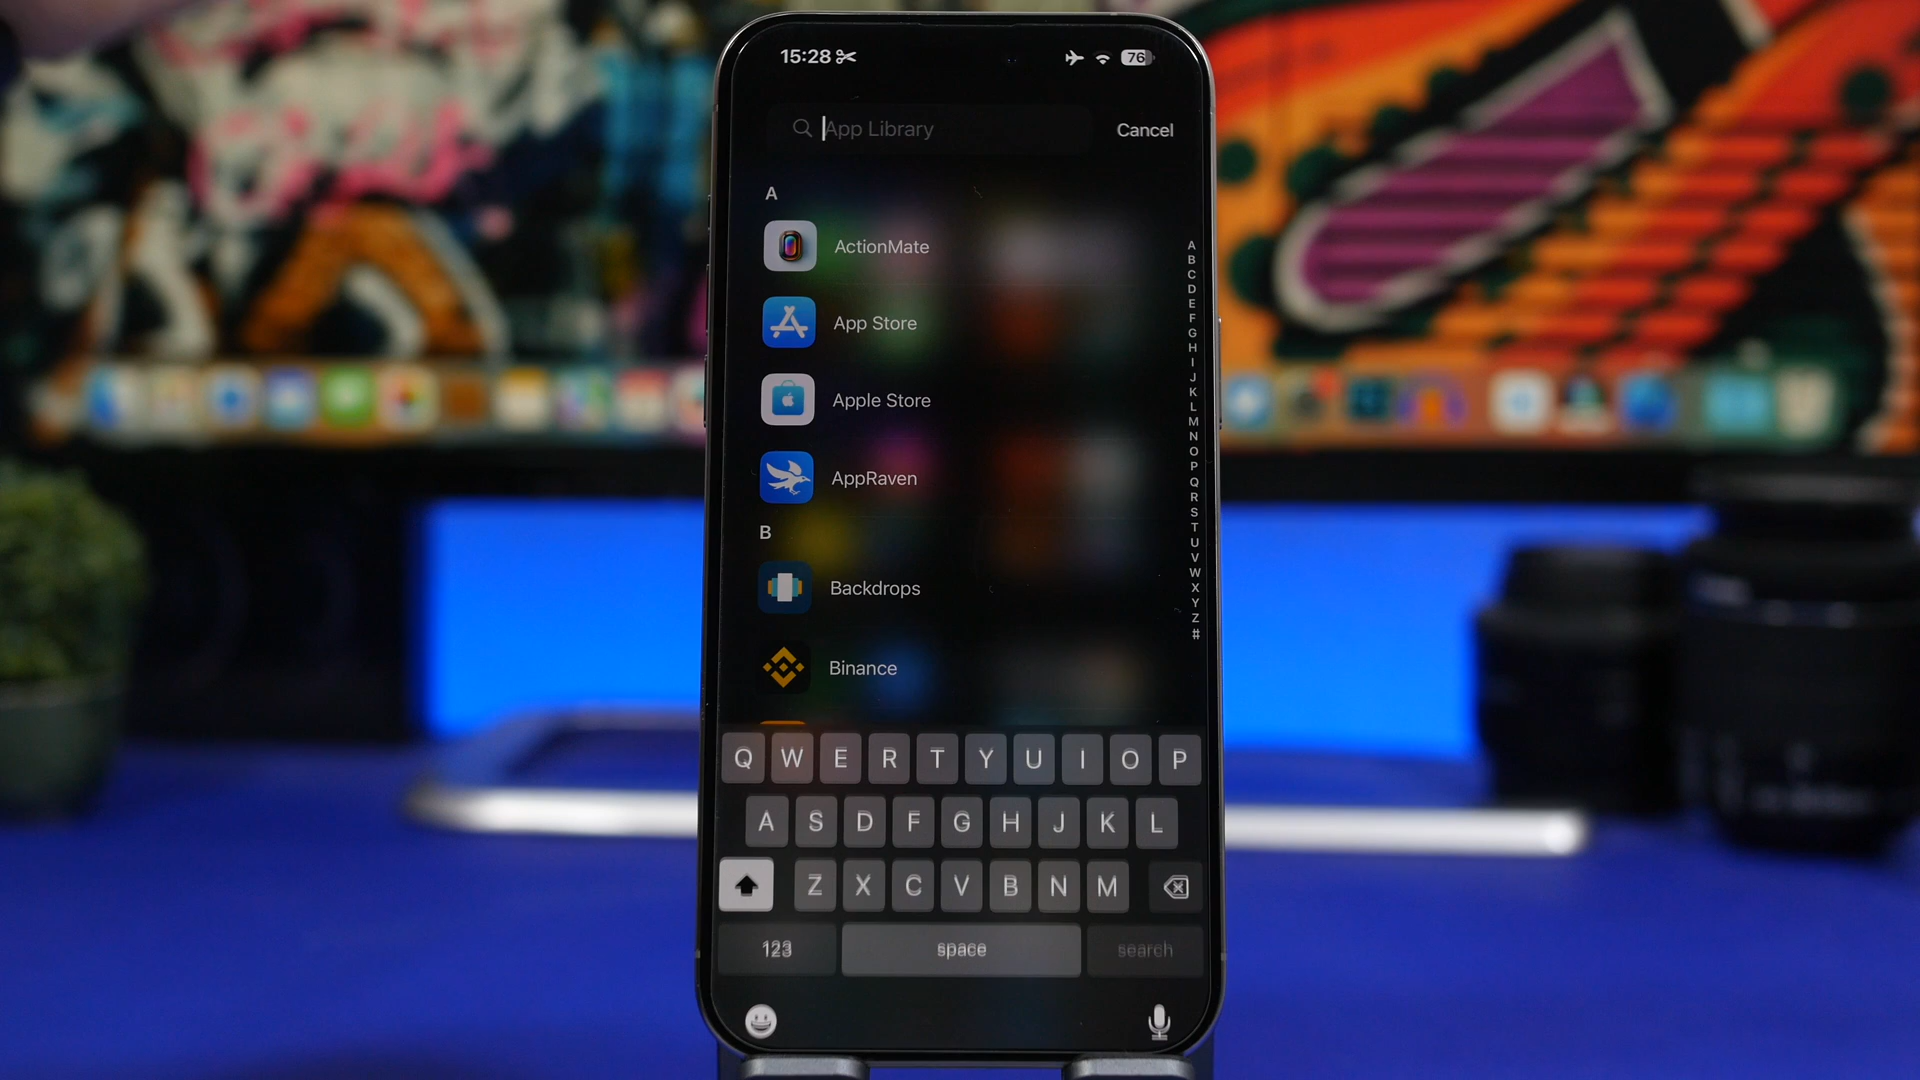 15:28 76
App Library Cancel
A
ActionMate
App Store
Apple Store
AppRaven
B
Backdrops
Binance
A
B
C
D
E
F
G
H
I
J
K
L
M
N
O
P
Q
R
S
T
U
V
W
X
Y
Z
#
Q W E R T Y U I O P
A S D F G H J K L
Z X C V B N M
123 space search